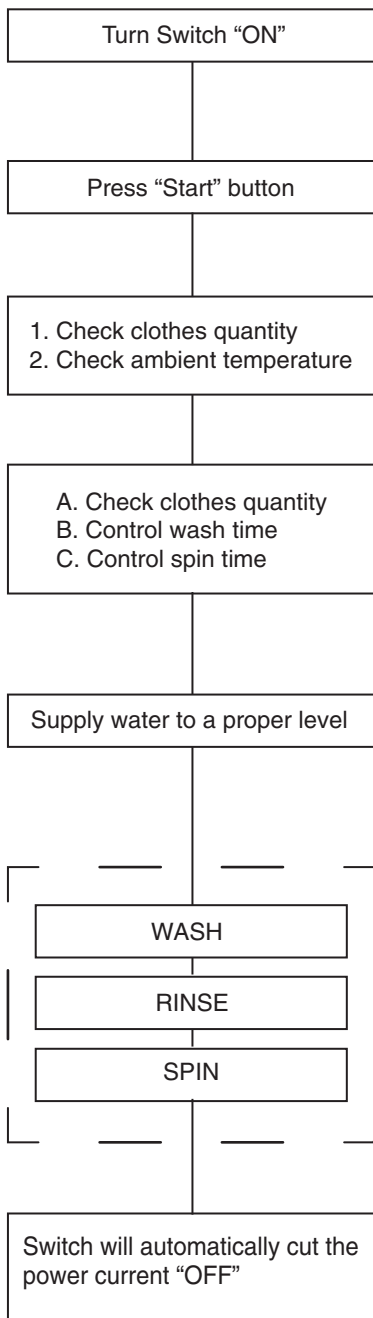 Turn Switch “ON”
Press “Start” button
1. Check clothes quantity
2. Check ambient temperature
A. Check clothes quantity
B. Control wash time
C. Control spin time
Supply water to a proper level
WASH
RINSE
SPIN
Switch will automatically cut the
power current “OFF”